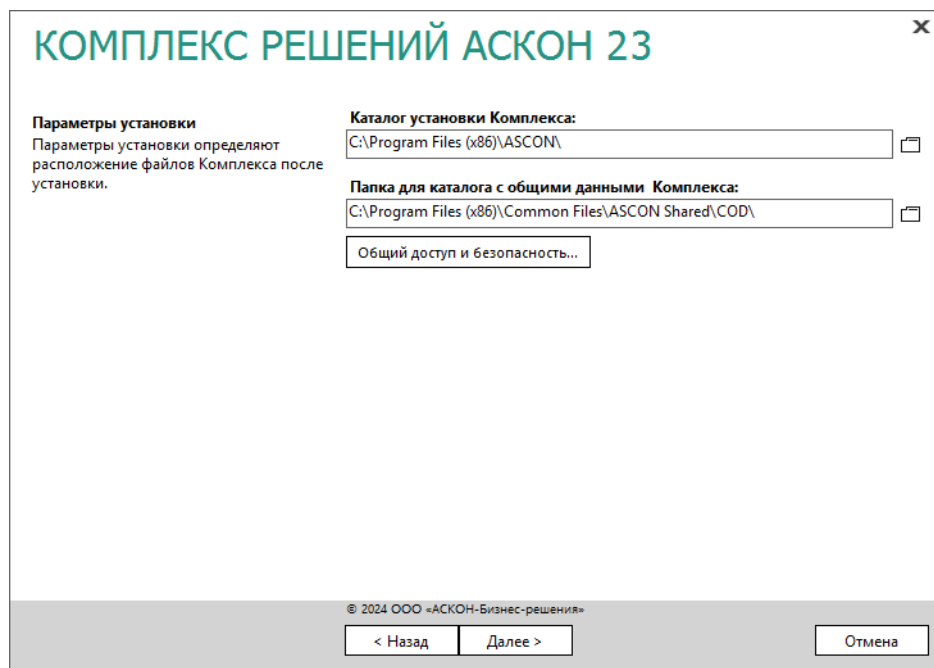 КОМПЛЕКС РЕШЕНИЙ АСКОН 23
x
Параметры установки
Параметры установки определяют
расположение файлов Комплекса после
установки.
Каталог установки Комплекса:
C:\Program Files (x86)\ASCON\
Папка для каталога с общими данными  Комплекса:
C:\Program Files (x86)\Common Files\ASCON Shared\COD\
Общий доступ и безопасность...
© 2024 ООО «АСКОН-Бизнес-решения»
< Назад
Далее >
Отмена